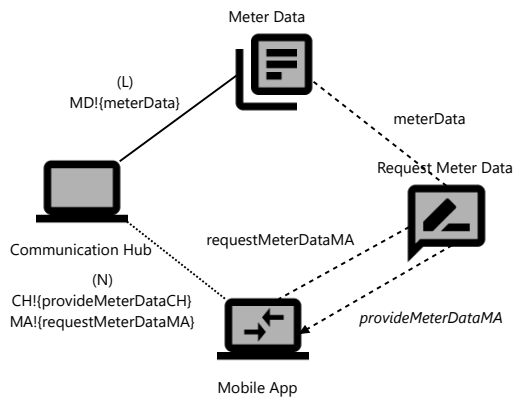 Meter Data
(L)
MD!{meterData}
meterData
Request Meter Data
requestMeterDataMA
Communication Hub
(N)
CH!{provideMeterDataCH}
MA!{requestMeterDataMA}
provideMeterDataMA
Mobile App